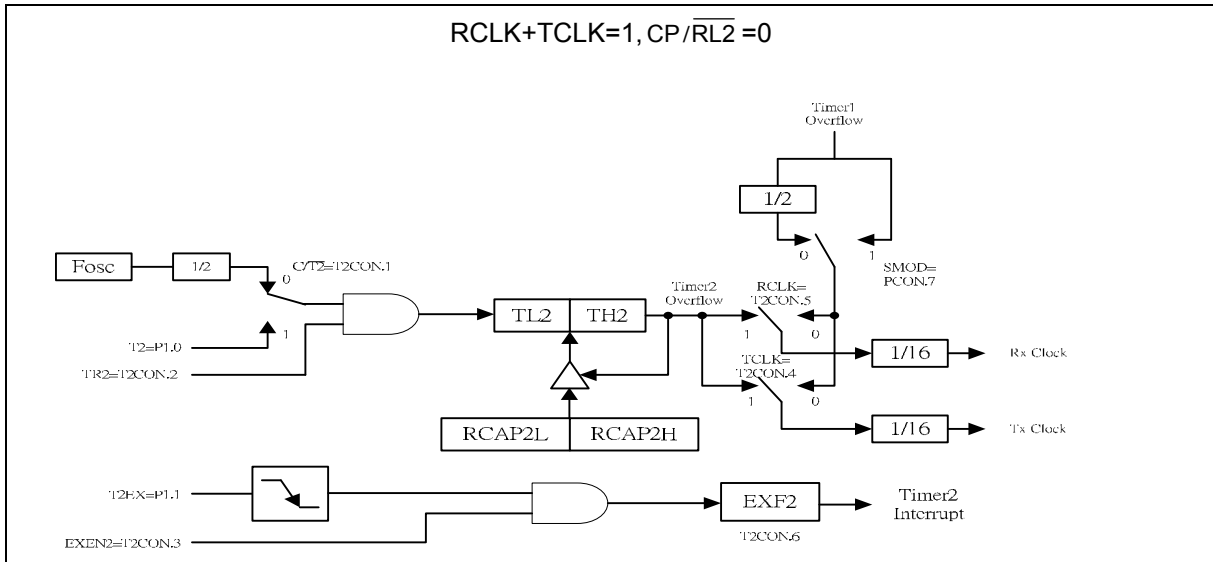 RCLK+TCLK=1, CP/RL2 =0
Timer1
Overflow
1/2
0
1
SMOD=
PCON.7
Fosc
1/2
C/T2=T2CON.1
0
1
T2=P1.0
TR2=T2CON.2
TL2
TH2
Timer2
Overflow
RCLK=
T2CON.5
1
0
1/16
Rx Clock
TCLK=
T2CON.4
1
0
1/16
Tx Clock
RCAP2L
RCAP2H
T2EX=P1.1
EXEN2=T2CON.3
EXF2
T2CON.6
Timer2
Interrupt